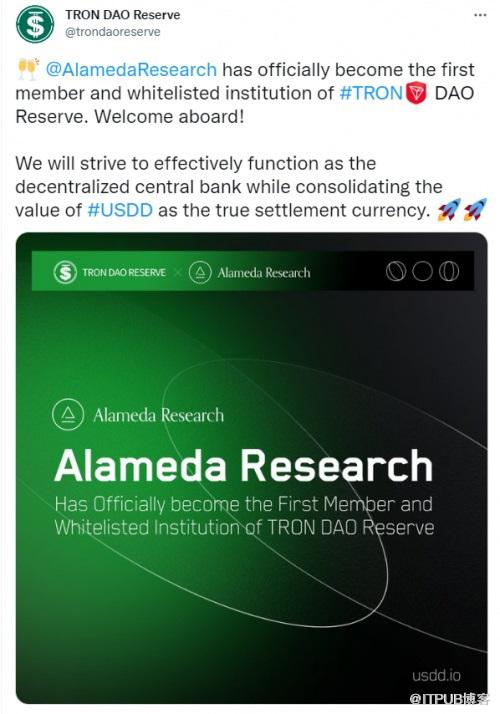 TRON DAO Reserve
@trondaoreserve
@AlamedaResearch has officially become the first
member and whitelisted institution of #TRON DAO
Reserve. Welcome aboard!
We will strive to effectively function as the
decentralized central bank while consolidating the
value of #USDD as the true settlement currency.
TRON DAO RESERVE × Alameda Research
Alameda Research
Alameda Research
Has Officially become the First Member and
Whitelisted Institution of TRON DAO Reserve
usdd.io
@ITPUB博客